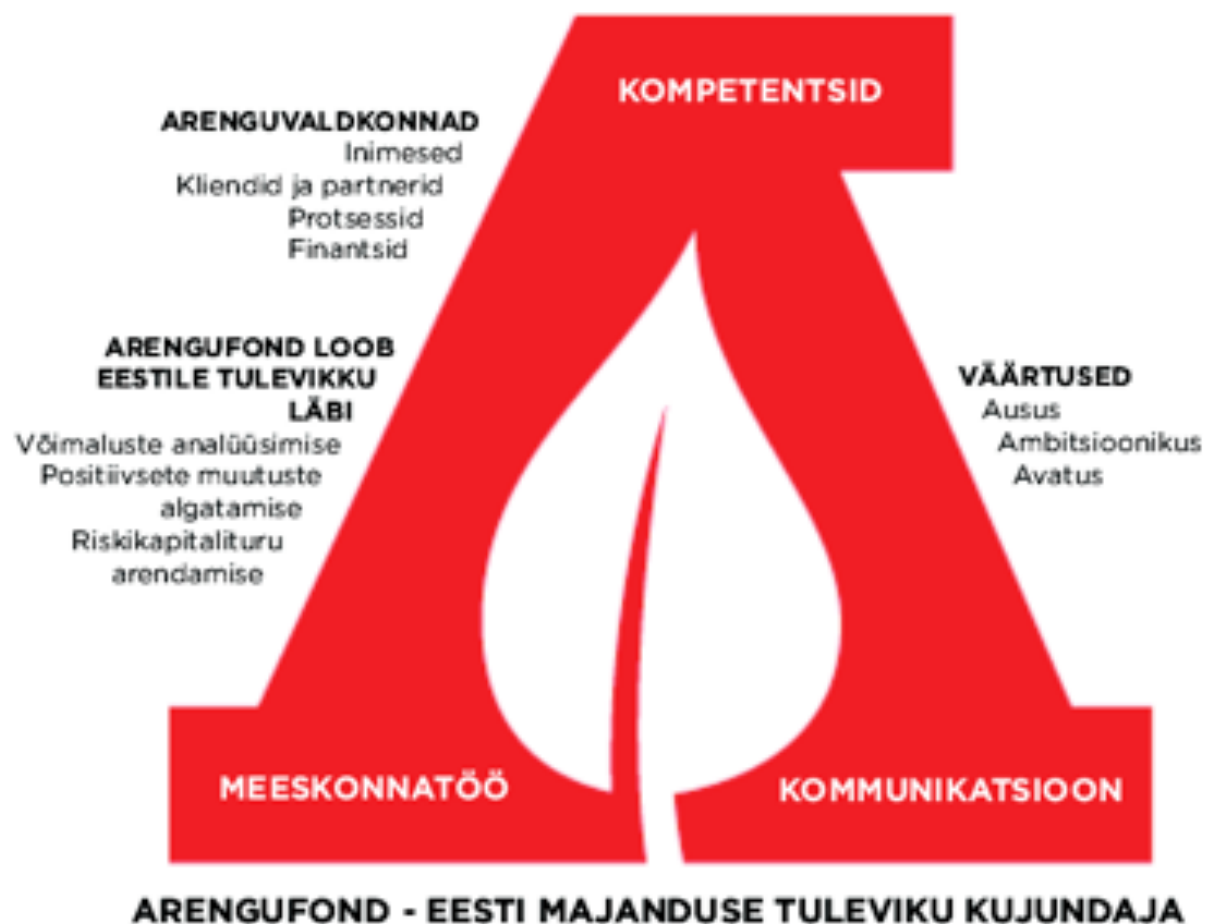 KOMPETENTSID
ARENGUVALDKONNAD
Inimesed
Kliendid ja partnerid
Protsessid
Finantsid
ARENGUFOND LOOB
EESTILE TULEVIKKU
LÄBI
Võimaluste analüüsimise
Positiivsete muutuste
algatamise
Riskikapitalituru
arendamise
VÄÄRTUSED
Ausus
Ambitsioonikus
Avatus
MEESKONNATÖÖ
KOMMUNIKATSIOON
ARENGUFOND - EESTI MAJANDUSE TULEVIKU KUJUNDAJA